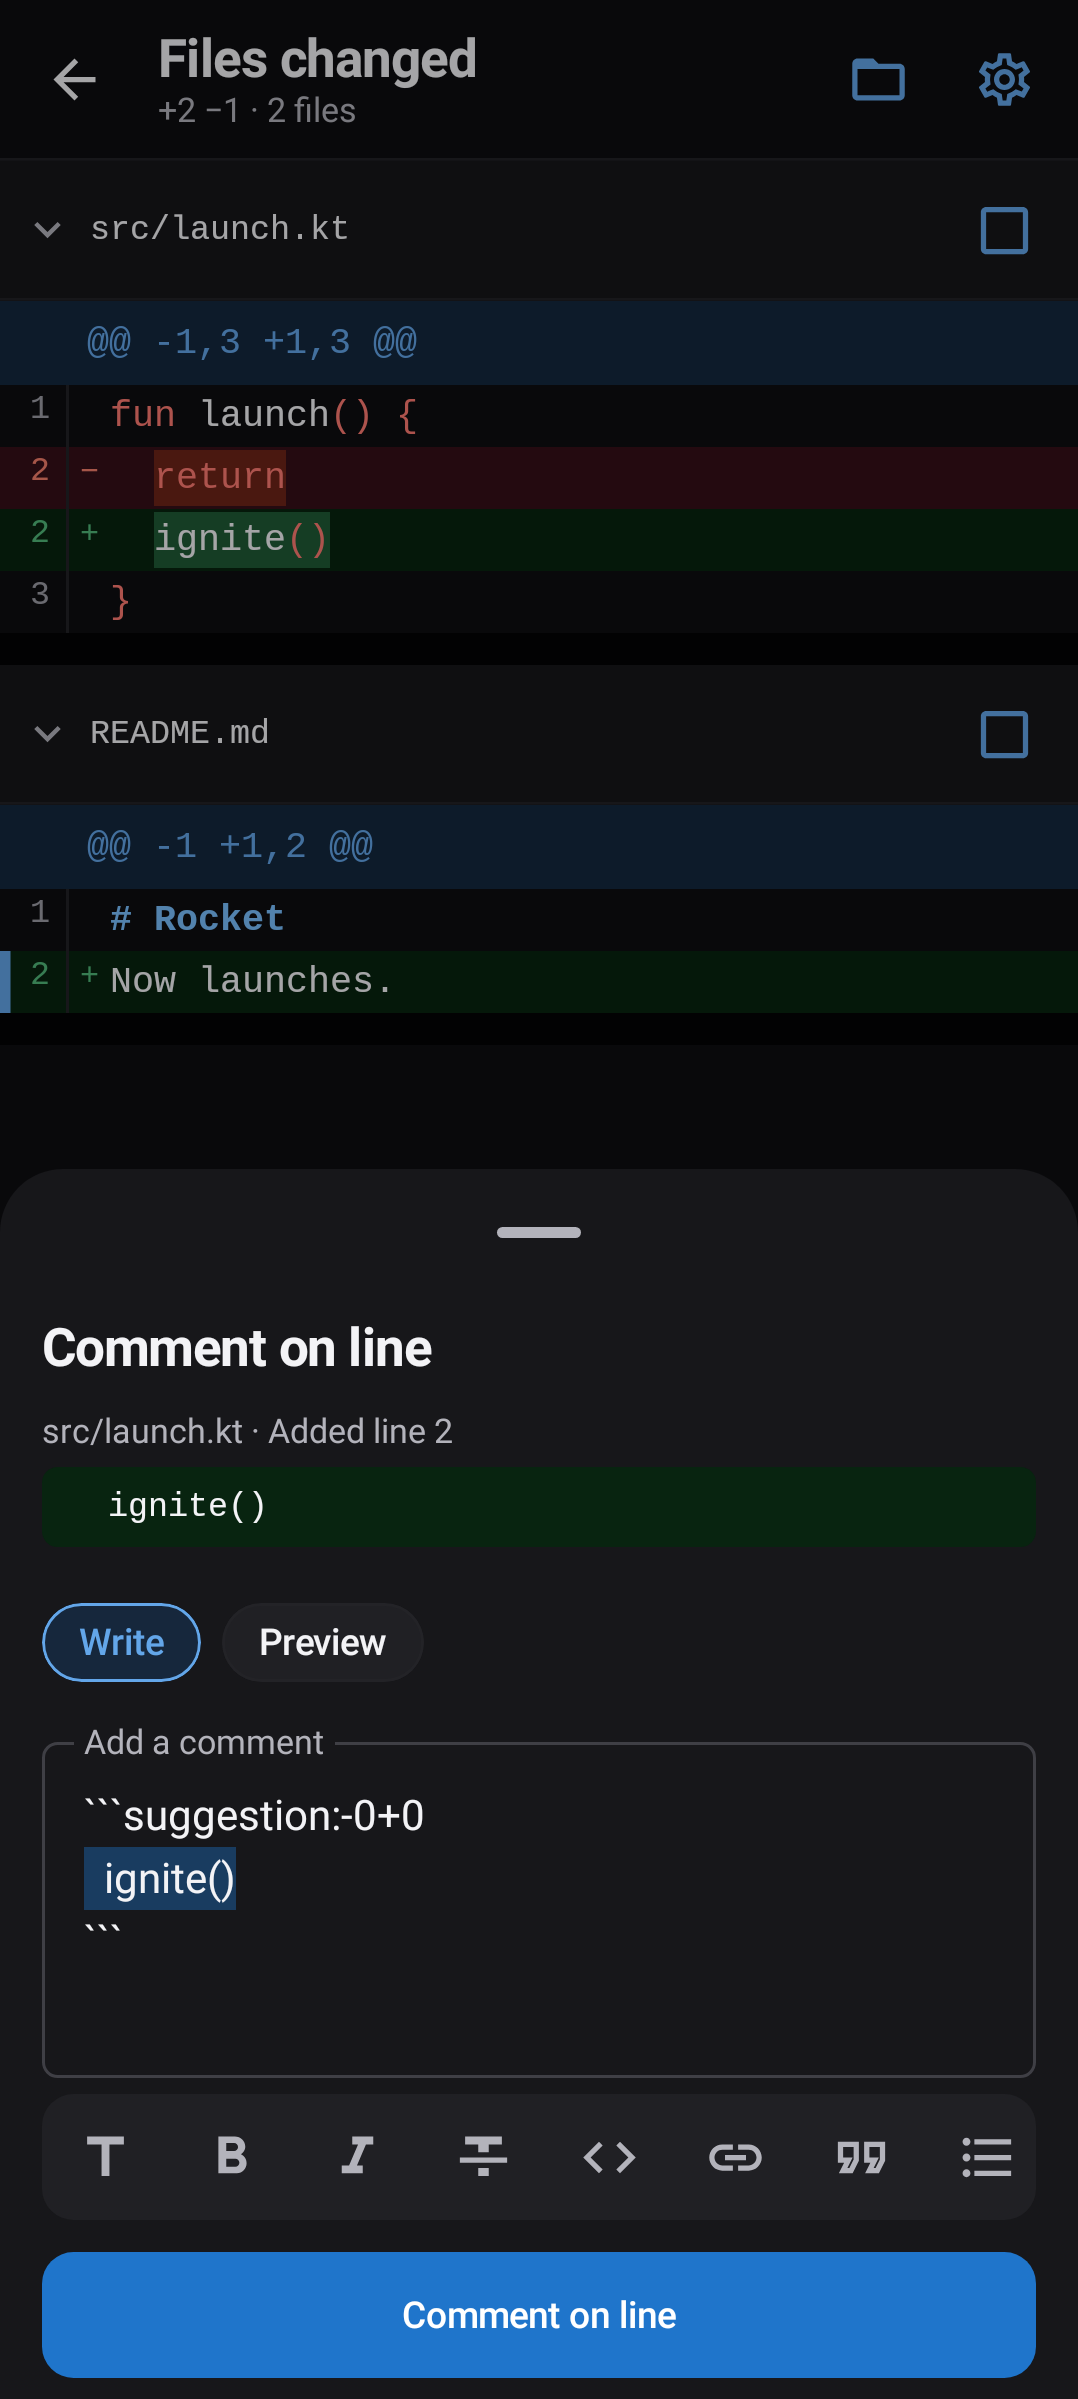 Files changed
+2 −1 · 2 files
src/launch.kt
@@ -1,3 +1,3 @@
1 fun launch() {
2 −   return
2 +   ignite()
3 }
README.md
@@ -1 +1,2 @@
1 # Rocket
2 + Now launches.
Comment on line
src/launch.kt · Added line 2
  ignite()
Write Preview
Add a comment
```suggestion:-0+0
  ignite()
```
Comment on line